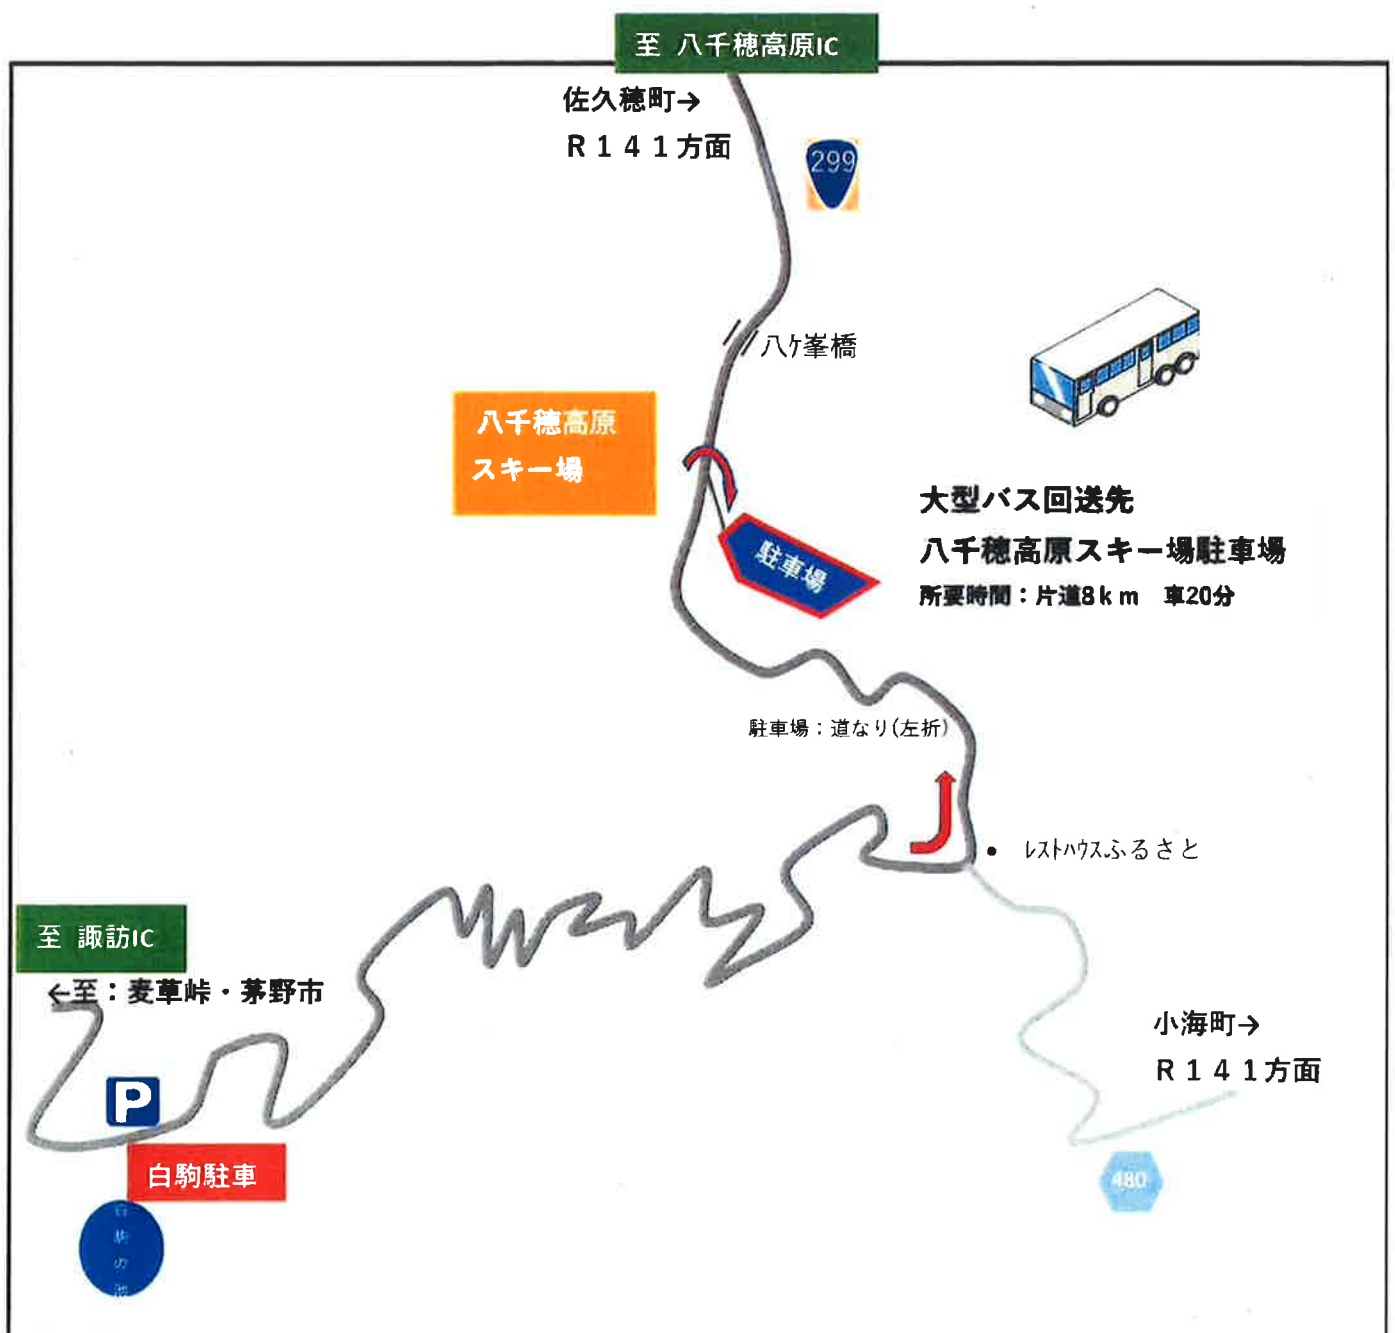 至 八千穂高原IC
佐久穂町→
R141方面
299
八ケ峯橋
八千穂高原
スキー場
駐車場
大型バス回送先
八千穂高原スキー場駐車場
所要時間：片道8km 車20分
駐車場：道なり(左折)
レストハウスふるさと
至 諏訪IC
←至：麦草峠・茅野市
小海町→
R141方面
P
白駒駐車
480
白
駒
の
池